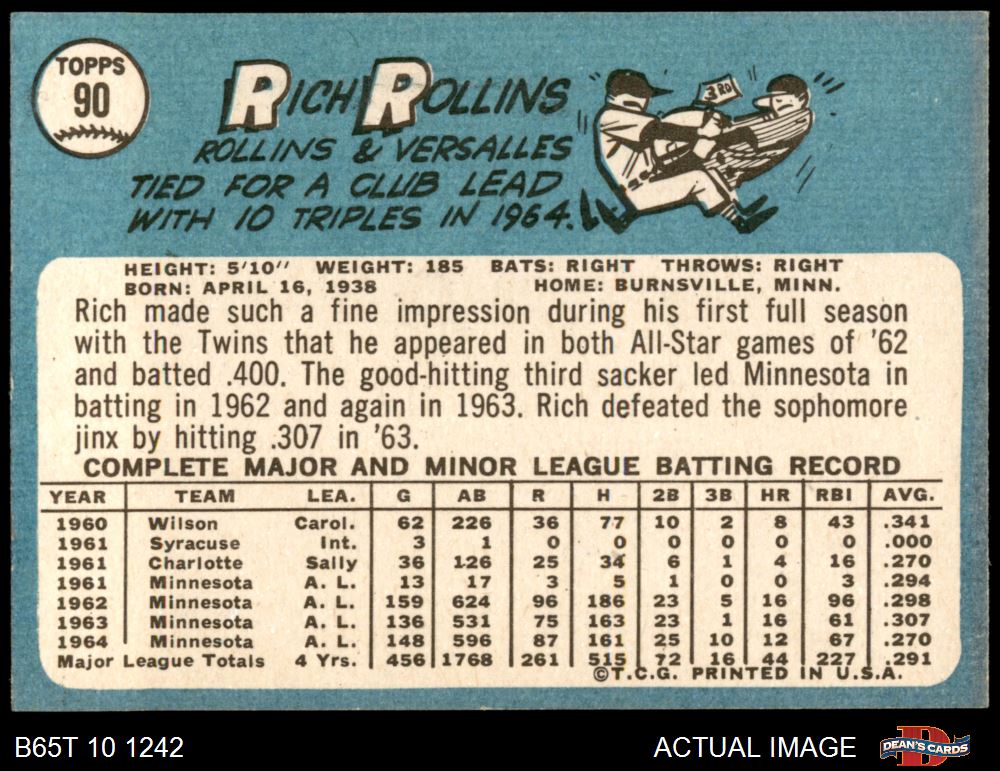 TOPPS
90
RICH ROLLINS
ROLLINS & VERSALLES
TIED FOR A CLUB LEAD
WITH 10 TRIPLES IN 1964.
3RD
HEIGHT: 5'10" WEIGHT: 185 BATS: RIGHT THROWS: RIGHT
BORN: APRIL 16, 1938 HOME: BURNSVILLE, MINN.
Rich made such a fine impression during his first full season
with the Twins that he appeared in both All-Star games of '62
and batted .400. The good-hitting third sacker led Minnesota in
batting in 1962 and again in 1963. Rich defeated the sophomore
jinx by hitting .307 in '63.
COMPLETE MAJOR AND MINOR LEAGUE BATTING RECORD
YEAR TEAM LEA. G AB R H 2B 3B HR RBI AVG.
1960 Wilson Carol. 62 226 36 77 10 2 8 43 .341
1961 Syracuse Int. 3 1 0 0 0 0 0 0 .000
1961 Charlotte Sally 36 126 25 34 6 1 4 16 .270
1961 Minnesota A. L. 13 17 3 5 1 0 0 3 .294
1962 Minnesota A. L. 159 624 96 186 23 5 16 96 .298
1963 Minnesota A. L. 136 531 75 163 23 1 16 61 .307
1964 Minnesota A. L. 148 596 87 161 25 10 12 67 .270
Major League Totals 4 Yrs. 456 1768 261 515 72 16 44 227 .291
©T.C.G. PRINTED IN U.S.A.
B65T 10 1242
ACTUAL IMAGE
D
DEAN'S CARDS